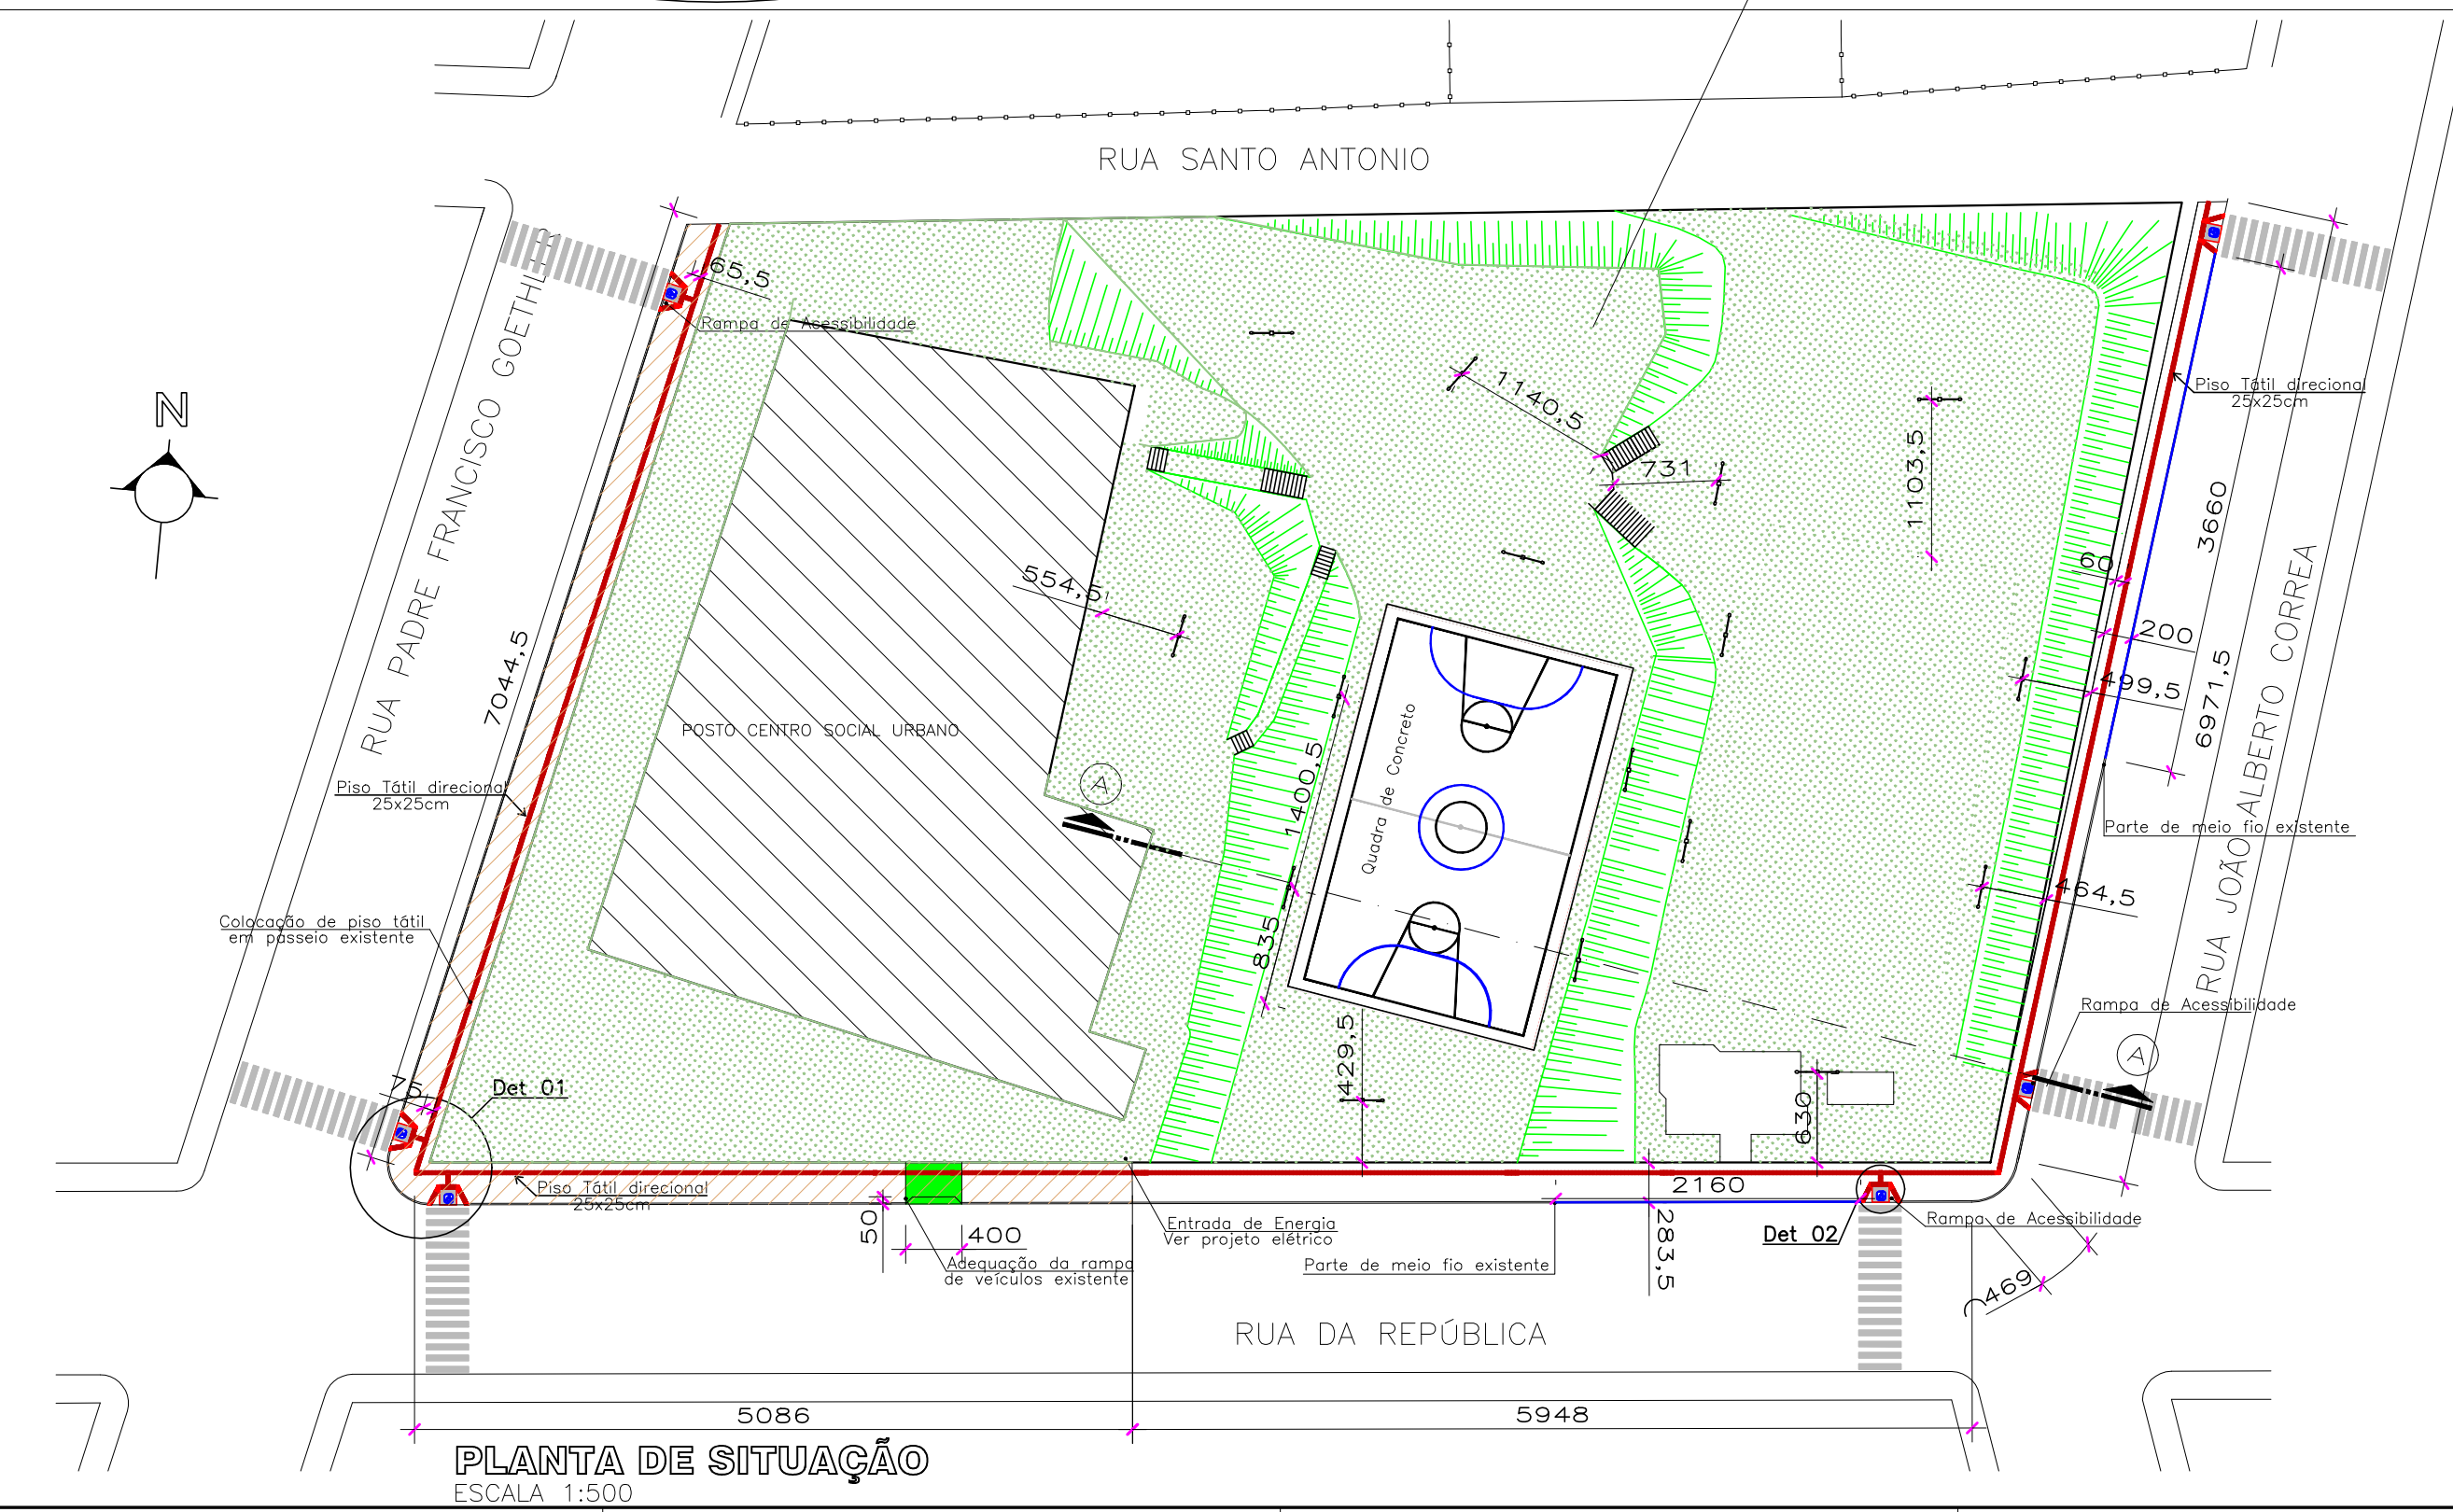 RUA SANTO ANTONIO
65,5
Rampa de Acessibilidade
N
RUA PADRE FRANCISCO GOETHLS
1140,5
731
1103,5
Piso Tátil direcional
25x25cm
3660
60
200
499,5
6971,5
554,5
7044,5
POSTO CENTRO SOCIAL URBANO
A
1400,5
Quadra de Concreto
RUA JOÃO ALBERTO CORREA
Piso Tátil direcional
25x25cm
Parte de meio fio existente
464,5
Colocação de piso tátil
em passeio existente
835
429,5
Rampa de Acessibilidade
A
75
Det 01
630
Piso Tátil direcional
25x25cm
50
400
Adequação da rampa
de veículos existente
Entrada de Energia
Ver projeto elétrico
Parte de meio fio existente
2160
283,5
Det 02
Rampa de Acessibilidade
469
RUA DA REPÚBLICA
5086
5948
PLANTA DE SITUAÇÃO
ESCALA 1:500